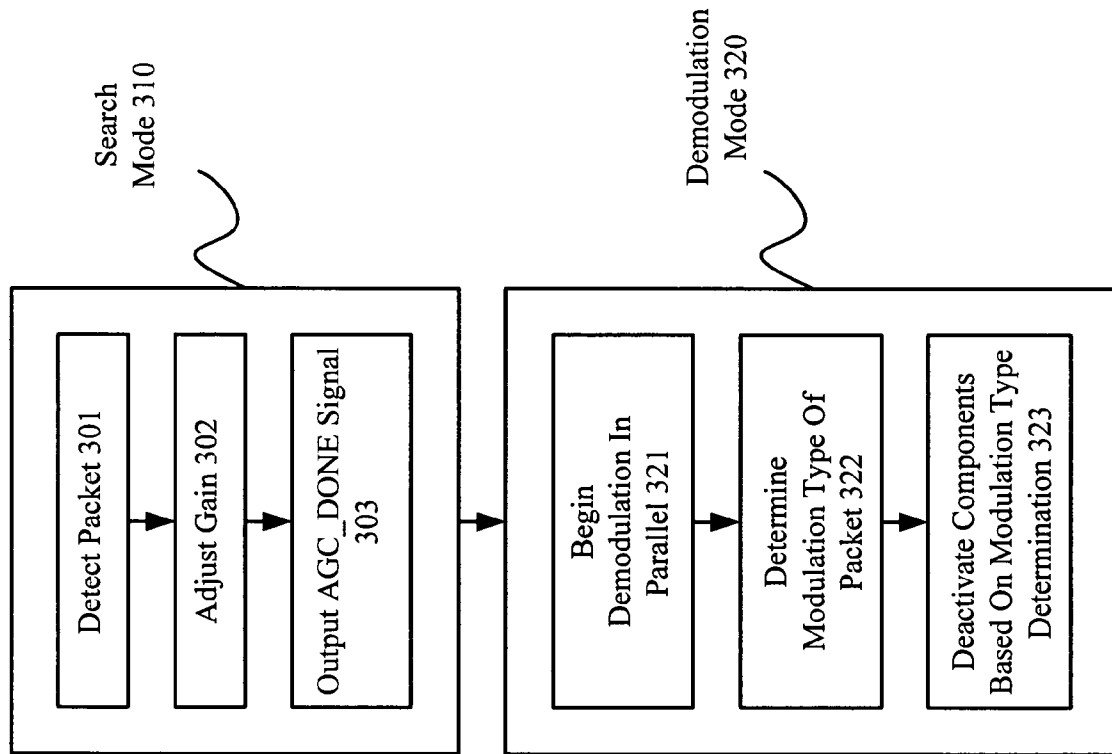 Search
Mode 310
Detect Packet 301
Adjust Gain 302
Output AGC_DONE Signal
303
Demodulation
Mode 320
Begin
Demodulation In
Parallel 321
Determine
Modulation Type Of
Packet 322
Deactivate Components
Based On Modulation Type
Determination 323